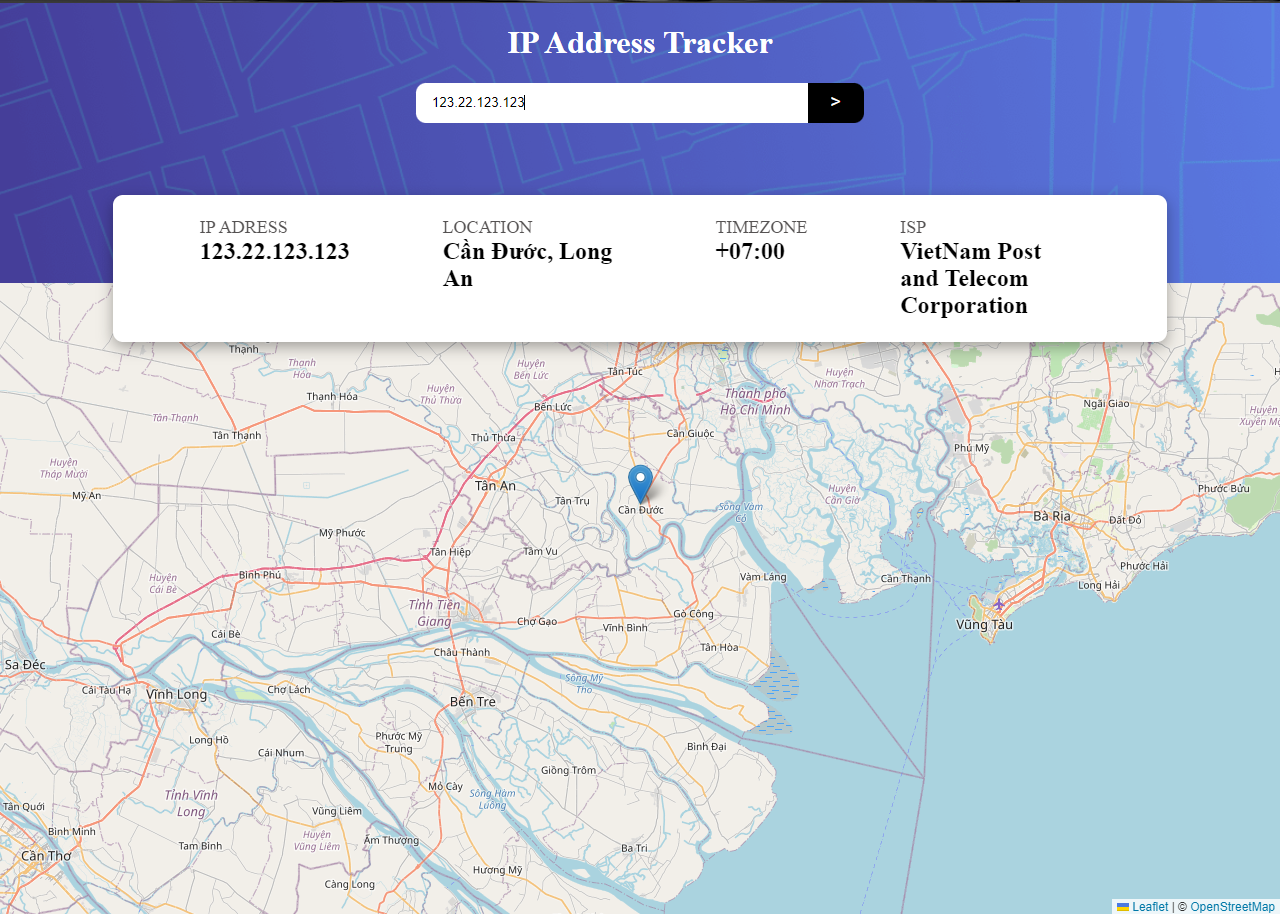 IP Address Tracker
123.22.123.123
>
IP ADRESS
123.22.123.123
LOCATION
Cần Đước, Long
An
TIMEZONE
+07:00
ISP
VietNam Post
and Telecom
Corporation
Thạnh
Huyện
Thạnh
Hóa
Huyện
Bến Lức
Tân Túc
Huyện
Nhơn Trạch
Huyện
Thủ Thừa
Thành phố
Hồ Chí Minh
Thạnh Hóa
Bến Lức
Ngãi Giao
Huyện
Xuyên Mộ
Tân Thạnh
Tân Thạnh
Thủ Thừa
Cần Giuộc
Phú Mỹ
Huyện
Tháp Mười
Mỹ An
Tân An
Tân Trụ
Cần Đước
Sông Vàm
Cỏ
Huyện
Cần Giờ
Phước Bửu
Bà Rịa
Đất Đỏ
Mỹ Phước
Tân Hiệp
Tầm Vu
Phước Hải
Huyện
Cái Bè
Bình Phú
Vàm Láng
Cần Thạnh
Long Hải
Tỉnh Tiền
Giang
Chợ Gạo
Gò Công
Vĩnh Bình
Vũng Tàu
Cái Bè
Châu Thành
Tân Hòa
Sa Đéc
Cái Tàu Hạ
Vĩnh Long
Chợ Lách
Sông Mỹ
Tho
Bến Tre
Long Hồ
Cái Nhum
Phước Mỹ
Trung
Bình Đại
Giồng Trôm
Mỏ Cày
Sông Hàm
Luông
Tỉnh Vĩnh
Long
Tân Quới
Vũng Liêm
Bình Minh
Huyện
Vũng Liêm
Ấm Thượng
Tam Bình
Ba Tri
Cần Thơ
Hương Mỹ
Càng Long
Leaflet | © OpenStreetMap